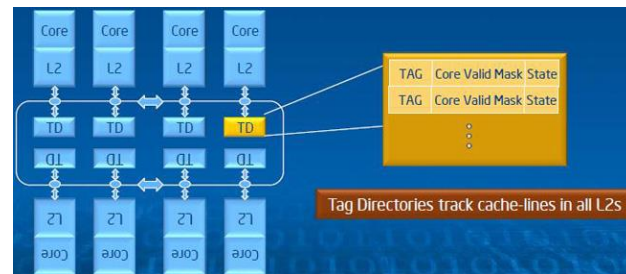 Core Core Core Core
L2 L2 L2 L2
TD TD TD TD
TD TD TD TD
L2 L2 L2 L2
Core Core Core Core
TAG Core Valid Mask State
TAG Core Valid Mask State
Tag Directories track cache-lines in all L2s